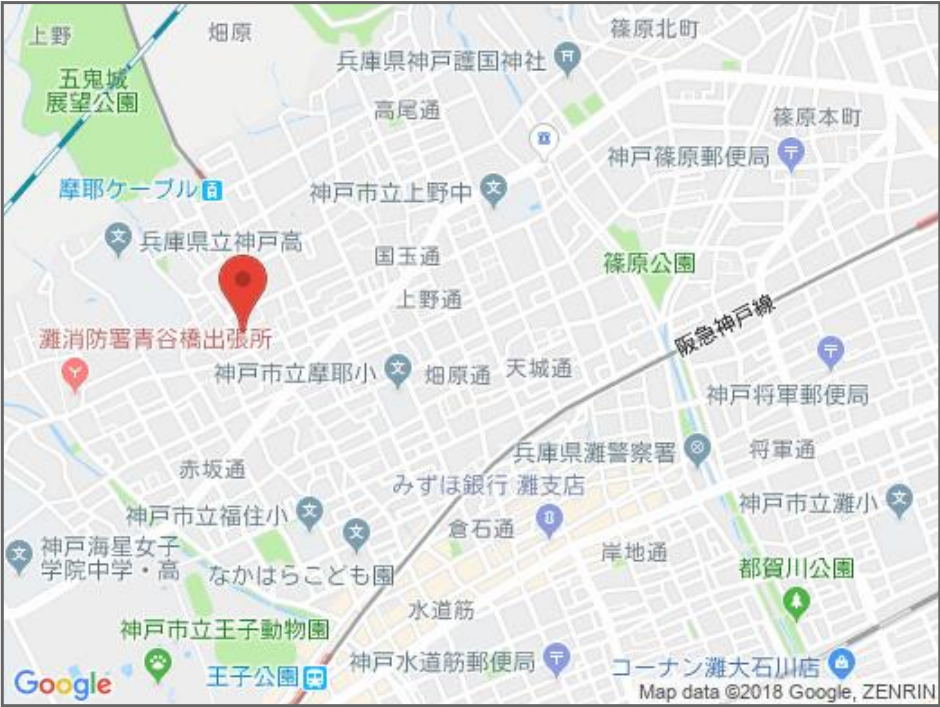 上野
畑原
篠原北町
兵庫県神戸護国神社
五鬼城
展望公園
高尾通
篠原本町
神戸篠原郵便局
摩耶ケーブル
神戸市立上野中
文
兵庫県立神戸高
文
国玉通
篠原公園
上野通
阪急神戸線
灘消防署青谷橋出張所
神戸市立摩耶小
文
畑原通
天城通
神戸将軍郵便局
兵庫県灘警察署
将軍通
赤坂通
みずほ銀行 灘支店
神戸市立灘小
文
神戸市立福住小
文
倉石通
文
岸地通
文
神戸海星女子
学院中学・高
なかはらこども園
都賀川公園
水道筋
神戸市立王子動物園
王子公園
神戸水道筋郵便局
コーナン灘大石川店
Google
Map data ©2018 Google, ZENRIN